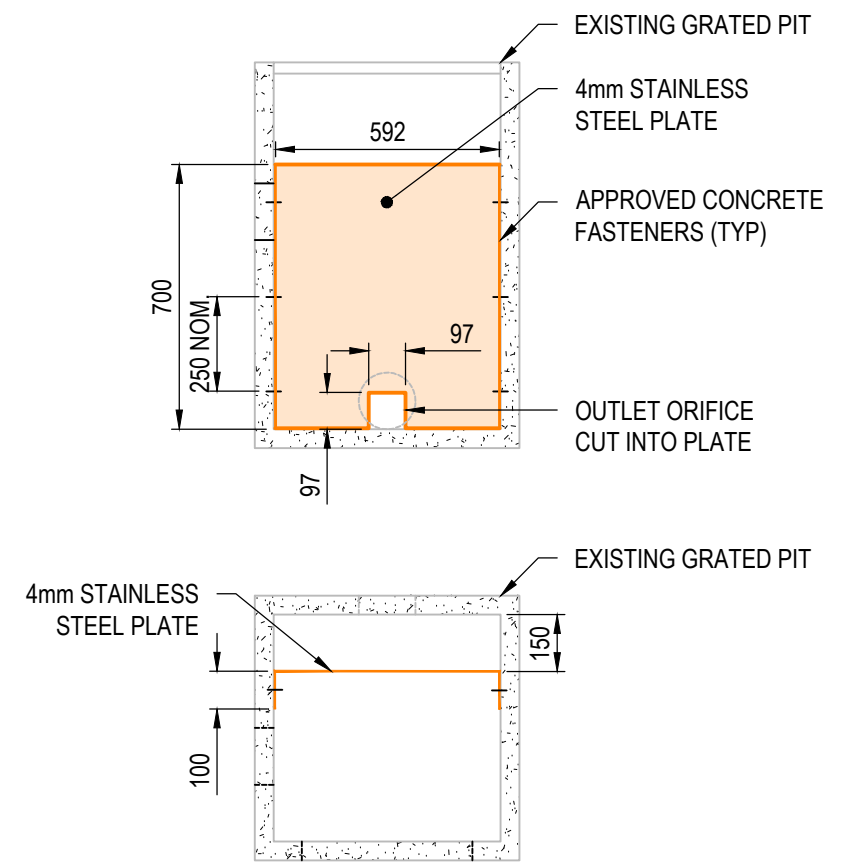 EXISTING GRATED PIT
4mm STAINLESS
STEEL PLATE
592
APPROVED CONCRETE
FASTENERS (TYP)
700
250 NOM
97
OUTLET ORIFICE
CUT INTO PLATE
97
EXISTING GRATED PIT
4mm STAINLESS
STEEL PLATE
150
100